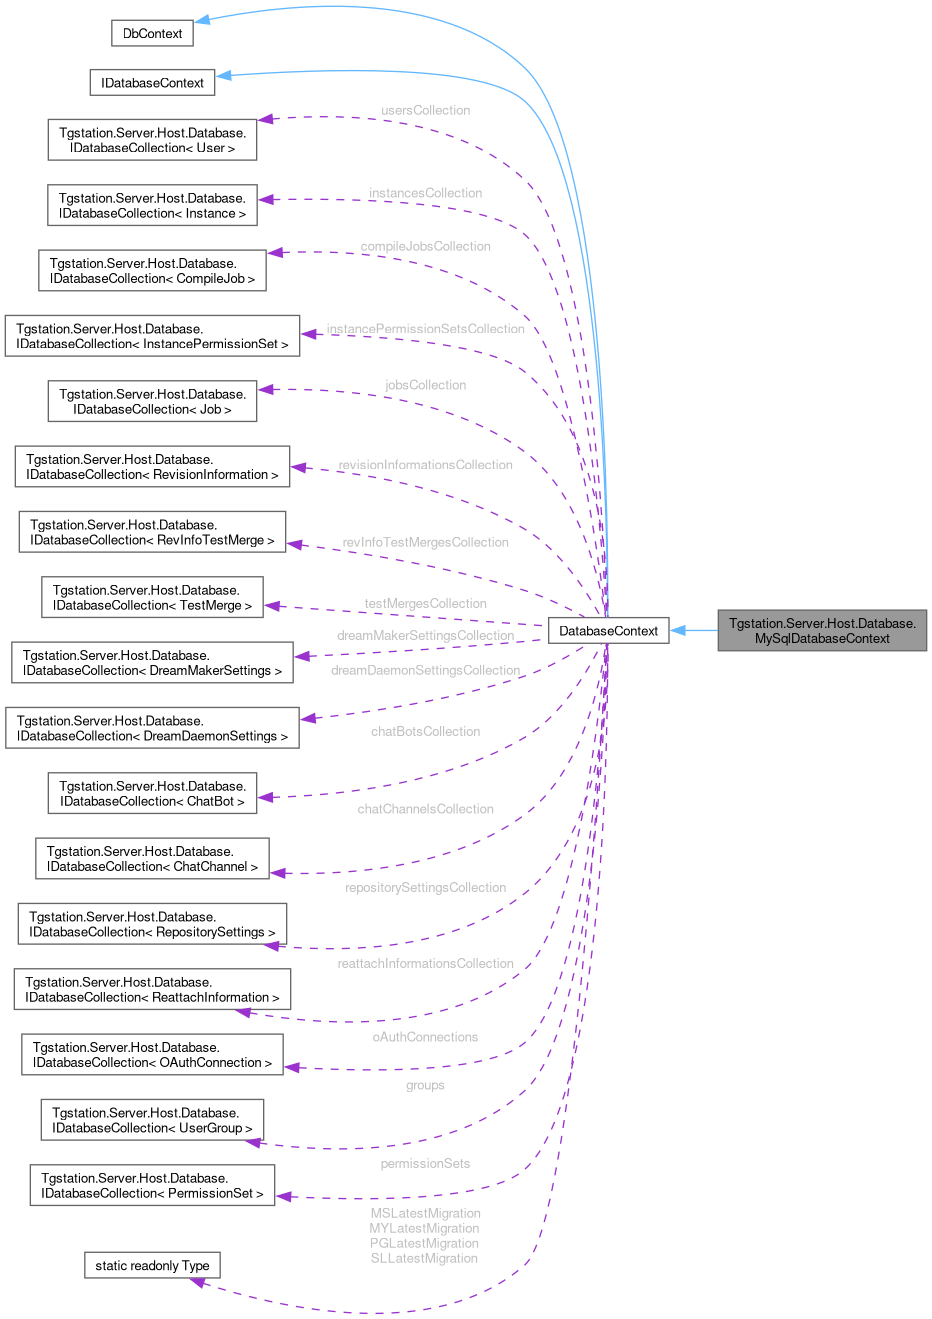 DbContext
IDatabaseContext
usersCollection
Tgstation.Server.Host.Database.
IDatabaseCollection< User >
instancesCollection
Tgstation.Server.Host.Database.
IDatabaseCollection< Instance >
compileJobsCollection
Tgstation.Server.Host.Database.
IDatabaseCollection< CompileJob >
Tgstation.Server.Host.Database.
IDatabaseCollection< InstancePermissionSet >
instancePermissionSetsCollection
jobsCollection
Tgstation.Server.Host.Database.
IDatabaseCollection< Job >
Tgstation.Server.Host.Database.
IDatabaseCollection< RevisionInformation >
revisionInformationsCollection
Tgstation.Server.Host.Database.
IDatabaseCollection< RevInfoTestMerge >
revInfoTestMergesCollection
Tgstation.Server.Host.Database.
IDatabaseCollection< TestMerge >
testMergesCollection
DatabaseContext
Tgstation.Server.Host.Database.
MySqlDatabaseContext
dreamMakerSettingsCollection
Tgstation.Server.Host.Database.
IDatabaseCollection< DreamMakerSettings >
dreamDaemonSettingsCollection
Tgstation.Server.Host.Database.
IDatabaseCollection< DreamDaemonSettings >
chatBotsCollection
Tgstation.Server.Host.Database.
IDatabaseCollection< ChatBot >
chatChannelsCollection
Tgstation.Server.Host.Database.
IDatabaseCollection< ChatChannel >
repositorySettingsCollection
Tgstation.Server.Host.Database.
IDatabaseCollection< RepositorySettings >
reattachInformationsCollection
Tgstation.Server.Host.Database.
IDatabaseCollection< ReattachInformation >
oAuthConnections
Tgstation.Server.Host.Database.
IDatabaseCollection< OAuthConnection >
groups
Tgstation.Server.Host.Database.
IDatabaseCollection< UserGroup >
permissionSets
Tgstation.Server.Host.Database.
IDatabaseCollection< PermissionSet >
MSLatestMigration
MYLatestMigration
PGLatestMigration
SLLatestMigration
static readonly Type